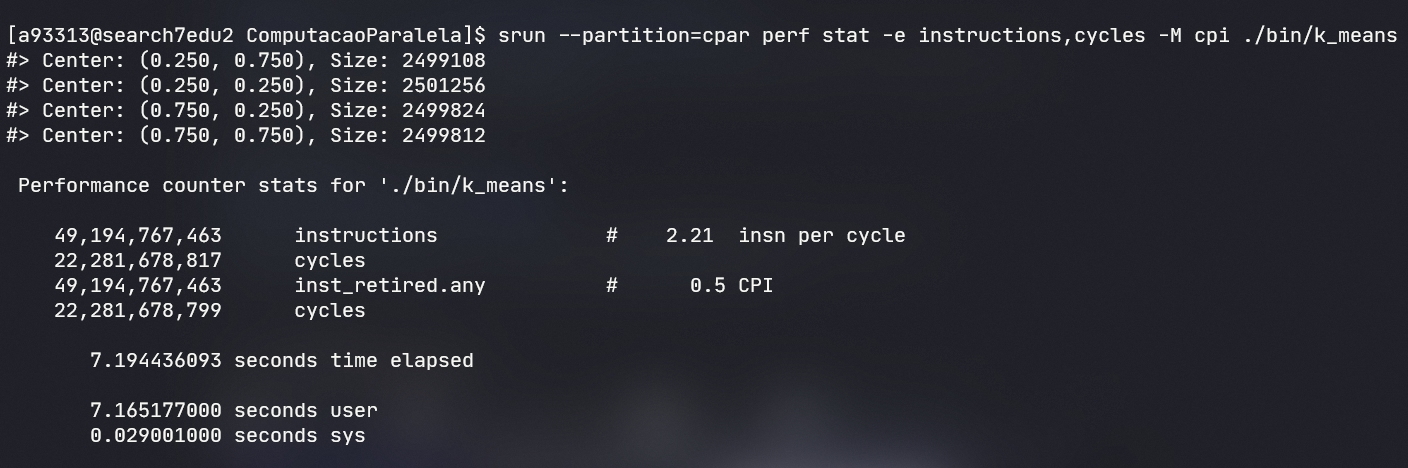 [a93313@search7edu2 ComputacaoParalela]$ srun --partition=cpar perf stat -e instructions,cycles -M cpi ./bin/k_means
#> Center: (0.250, 0.750), Size: 2499108
#> Center: (0.250, 0.250), Size: 2501256
#> Center: (0.750, 0.250), Size: 2499824
#> Center: (0.750, 0.750), Size: 2499812
Performance counter stats for './bin/k_means':
49,194,767,463 instructions # 2.21 insn per cycle
22,281,678,817 cycles
49,194,767,463 inst_retired.any # 0.5 CPI
22,281,678,799 cycles
7.194436093 seconds time elapsed
7.165177000 seconds user
0.029001000 seconds sys